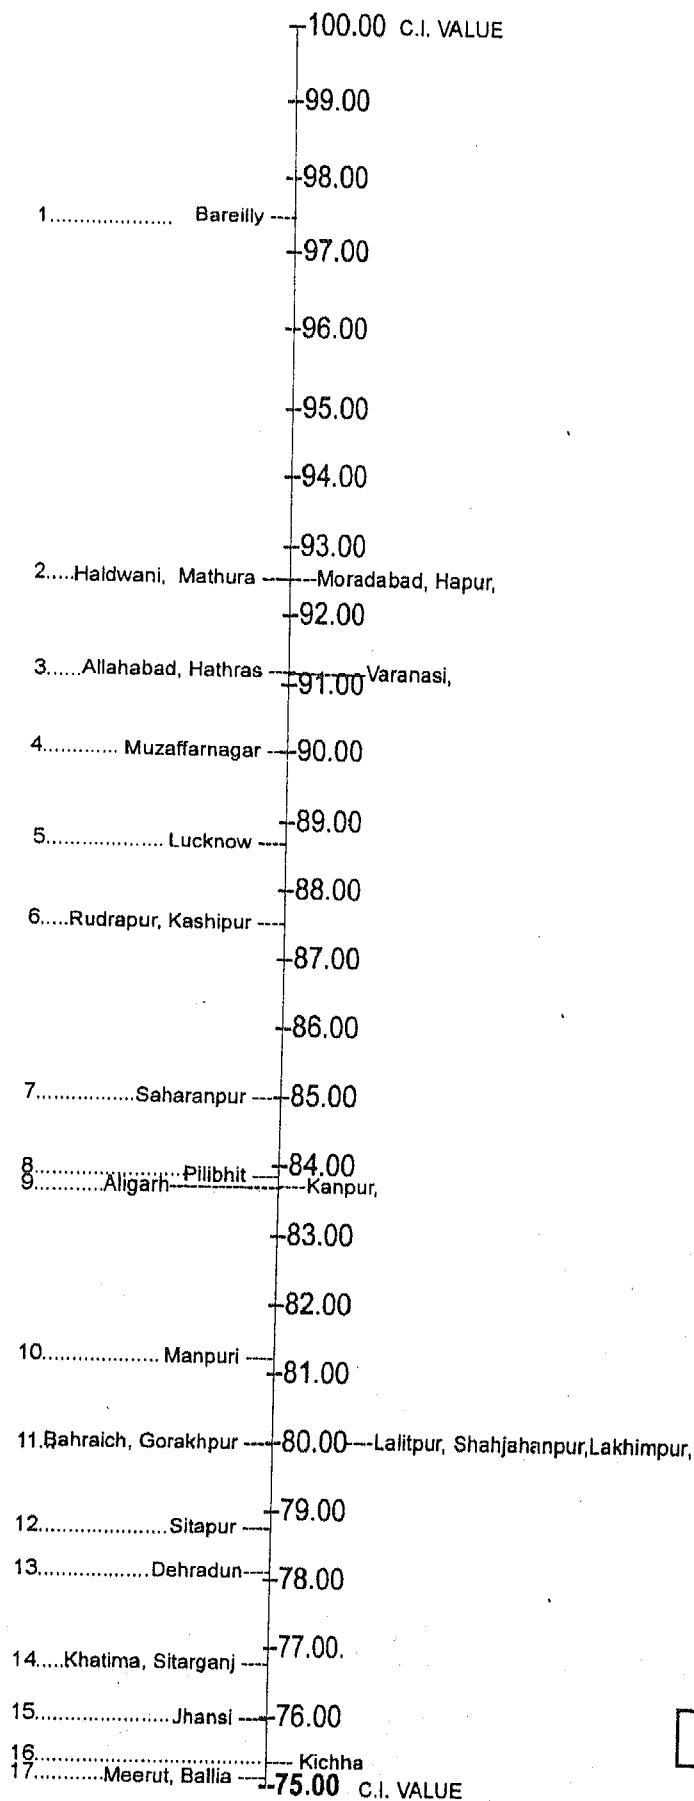 100.00 C.I. VALUE
99.00
98.00
1..................... Bareilly ----
97.00
96.00
95.00
94.00
93.00
2.....Haldwani, Mathura ---------Moradabad, Hapur,
92.00
3......Allahabad, Hathras -----------------Varanasi,
91.00
4............. Muzaffarnagar ---90.00
89.00
5.................... Lucknow ----
88.00
6.....Rudrapur, Kashipur ----
87.00
86.00
7.................Saharanpur ----85.00
84.00
8..........................Pilibhit ----
9............Aligarh-----------------------Kanpur,
83.00
82.00
10.................... Manpuri ----
81.00
11.Bahraich, Gorakhpur -----80.00----Lalitpur, Shahjahanpur,Lakhimpur,
79.00
12......................Sitapur ----
13...................Dehradun----
78.00
77.00.
14.....Khatima, Sitarganj ----
15.......................Jhansi ----76.00
16........................................---- Kichha
17............Meerut, Ballia ----
75.00 C.I. VALUE